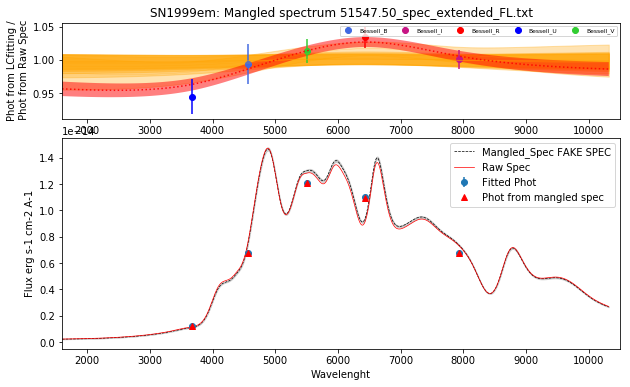 SN1999em: Mangled spectrum 51547.50_spec_extended_FL.txt
Phot from LCfitting /
Phot from Raw Spec
1.05
1.00
0.95
Bessell_B
Bessell_I
Bessell_R
Bessell_U
Bessell_V
2000 3000 4000 5000 6000 7000 8000 9000 10000
1e−14
Flux erg s-1 cm-2 A-1
1.4
1.2
1.0
0.8
0.6
0.4
0.2
0.0
Mangled_Spec FAKE SPEC
Raw Spec
Fitted Phot
Phot from mangled spec
2000 3000 4000 5000 6000 7000 8000 9000 10000
Wavelenght